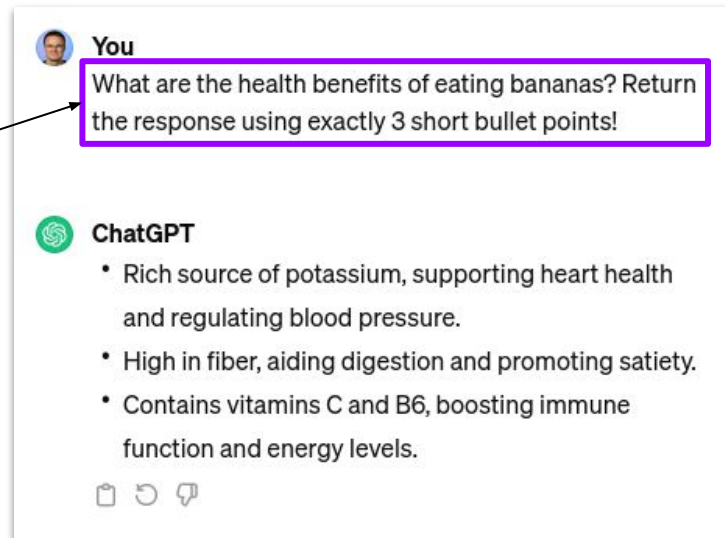 You
What are the health benefits of eating bananas? Return
the response using exactly 3 short bullet points!
ChatGPT
• Rich source of potassium, supporting heart health
and regulating blood pressure.
• High in fiber, aiding digestion and promoting satiety.
• Contains vitamins C and B6, boosting immune
function and energy levels.